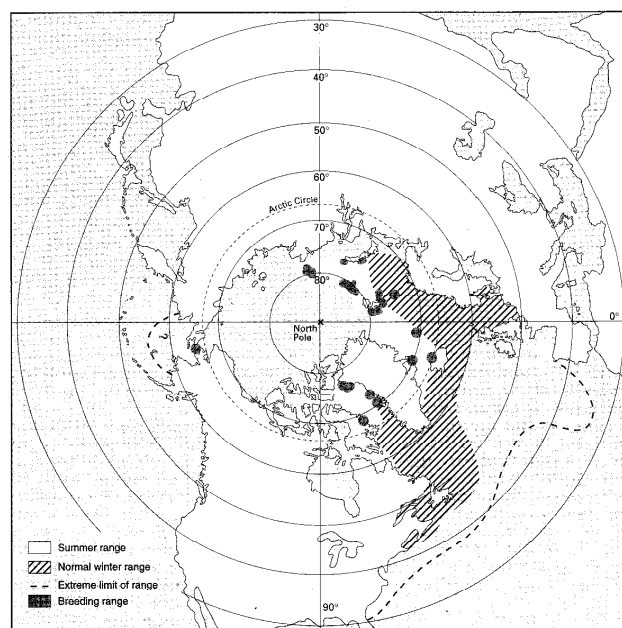 30°
40°
50°
60°
Arctic Circle
70°
80°
North
Pole
0°
?
90°
Summer range
Normal winter range
Extreme limit of range
Breeding range